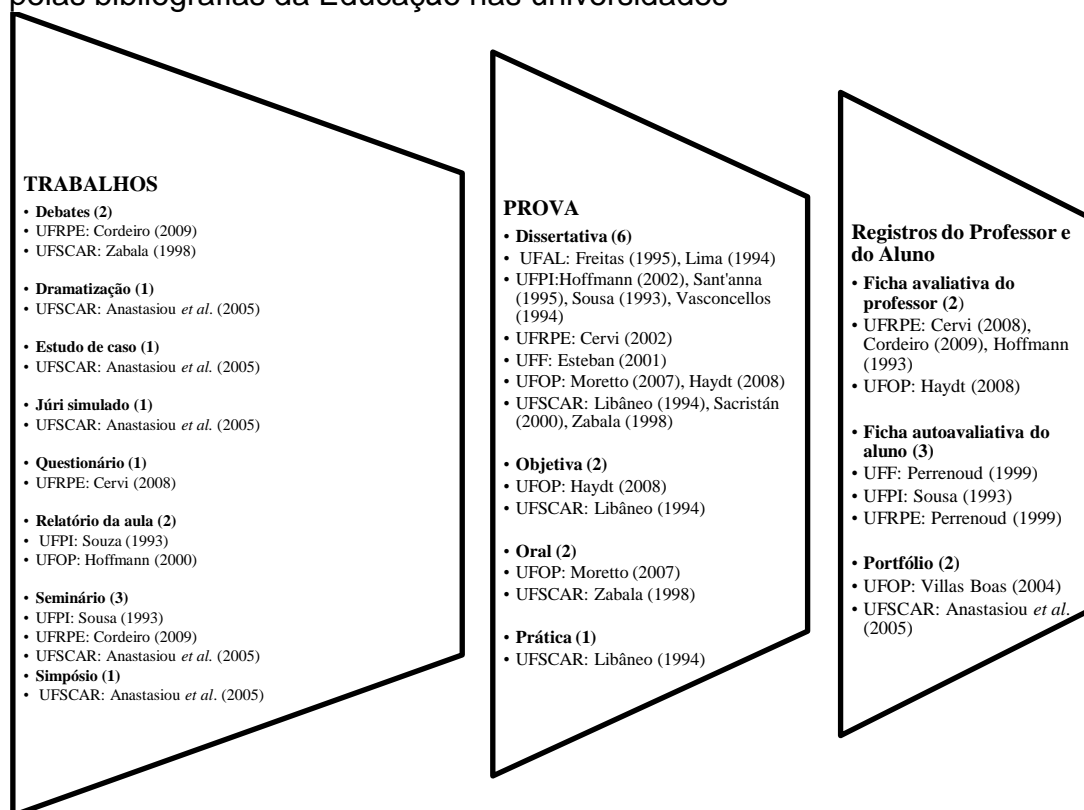 pelas bibliografias da Educação nas universidades
TRABALHOS
• Debates (2)
• UFRPE: Cordeiro (2009)
• UFSCAR: Zabala (1998)
• Dramatização (1)
• UFSCAR: Anastasiou et al. (2005)
• Estudo de caso (1)
• UFSCAR: Anastasiou et al. (2005)
• Júri simulado (1)
• UFSCAR: Anastasiou et al. (2005)
• Questionário (1)
• UFRPE: Cervi (2008)
• Relatório da aula (2)
• UFPI: Souza (1993)
• UFOP: Hoffmann (2000)
• Seminário (3)
• UFPI: Sousa (1993)
• UFRPE: Cordeiro (2009)
• UFSCAR: Anastasiou et al. (2005)
• Simpósio (1)
• UFSCAR: Anastasiou et al. (2005)
PROVA
• Dissertativa (6)
• UFAL: Freitas (1995), Lima (1994)
• UFPI:Hoffmann (2002), Sant'anna
(1995), Sousa (1993), Vasconcellos
(1994)
• UFRPE: Cervi (2002)
• UFF: Esteban (2001)
• UFOP: Moretto (2007), Haydt (2008)
• UFSCAR: Libâneo (1994), Sacristán
(2000), Zabala (1998)
• Objetiva (2)
• UFOP: Haydt (2008)
• UFSCAR: Libâneo (1994)
• Oral (2)
• UFOP: Moretto (2007)
• UFSCAR: Zabala (1998)
• Prática (1)
• UFSCAR: Libâneo (1994)
Registros do Professor e
do Aluno
• Ficha avaliativa do
professor (2)
• UFRPE: Cervi (2008),
Cordeiro (2009), Hoffmann
(1993)
• UFOP: Haydt (2008)
• Ficha autoavaliativa do
aluno (3)
• UFF: Perrenoud (1999)
• UFPI: Sousa (1993)
• UFRPE: Perrenoud (1999)
• Portfólio (2)
• UFOP: Villas Boas (2004)
• UFSCAR: Anastasiou et al.
(2005)